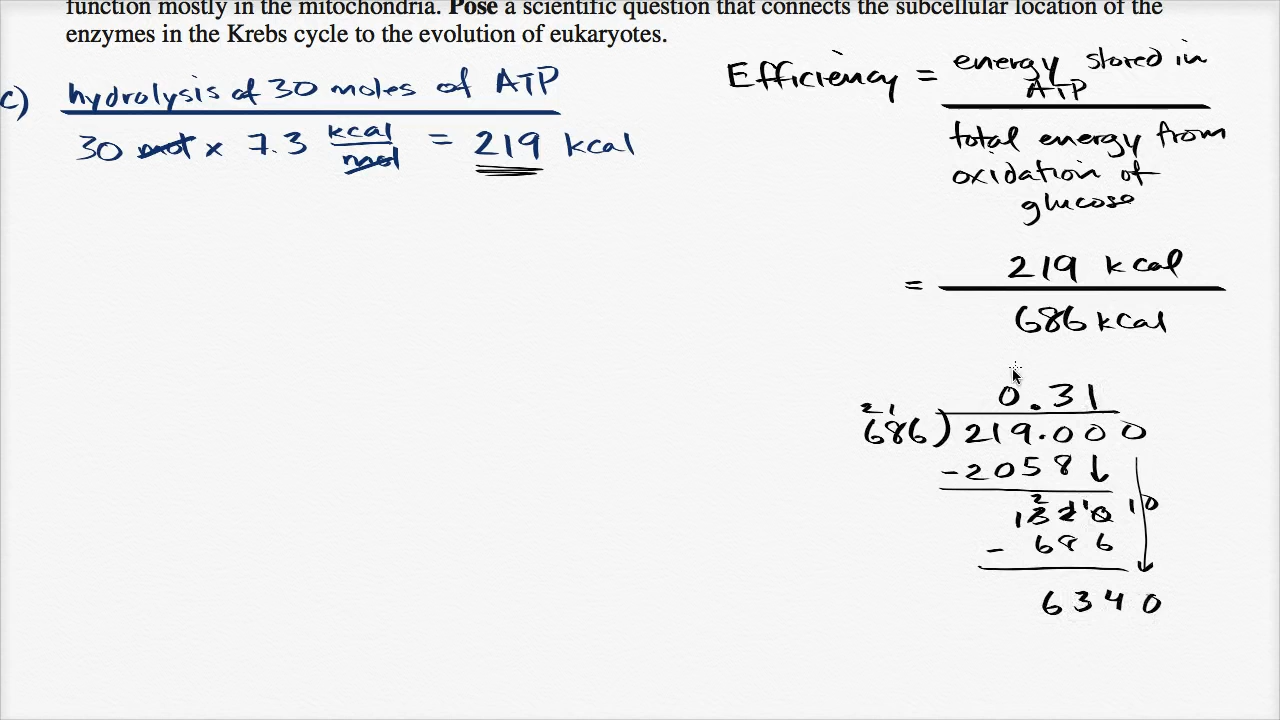 function mostly in the mitochondria. Pose a scientific question that connects the subcellular location of the
enzymes in the Krebs cycle to the evolution of eukaryotes.
c) hydrolysis of 30 moles of ATP
30 mol x 7.3 kcal/mol = 219 kcal
Efficiency = energy stored in
ATP
total energy from
oxidation of
glucose
= 219 kcal
686 kcal
0.31
21
686) 219.000
-2058
1320 10
- 686
6340